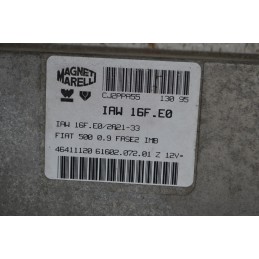 MAGNETI
MARELLI
CJ2PPA55 130 95
IAW 16F.E0
IAW 16F.E0/2A21-33
FIAT 500 0.9 FASE2 IMB
46411120 61602.072.01 Z 12V=